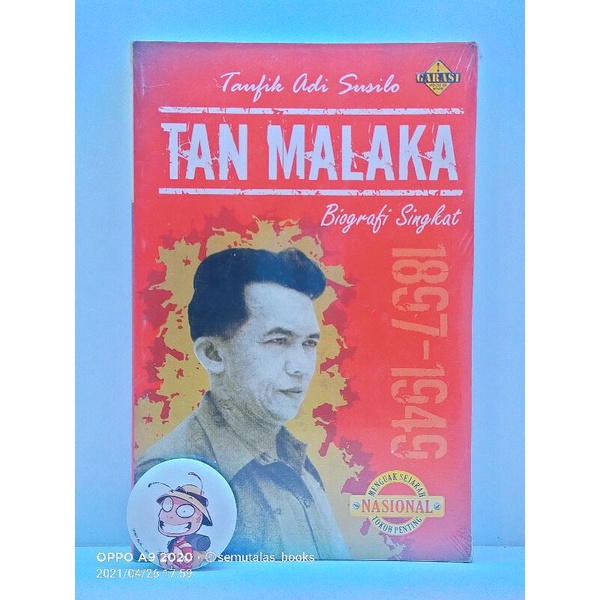 Taufik Adi Susilo
GARASI
TAN MALAKA
Biografi Singkat
1897-1949
MENGUAK SEJARAH
NASIONAL
TOKOH PENTING
OPPO A9 2020 · @semutalas_books
2021/04/26 17:59